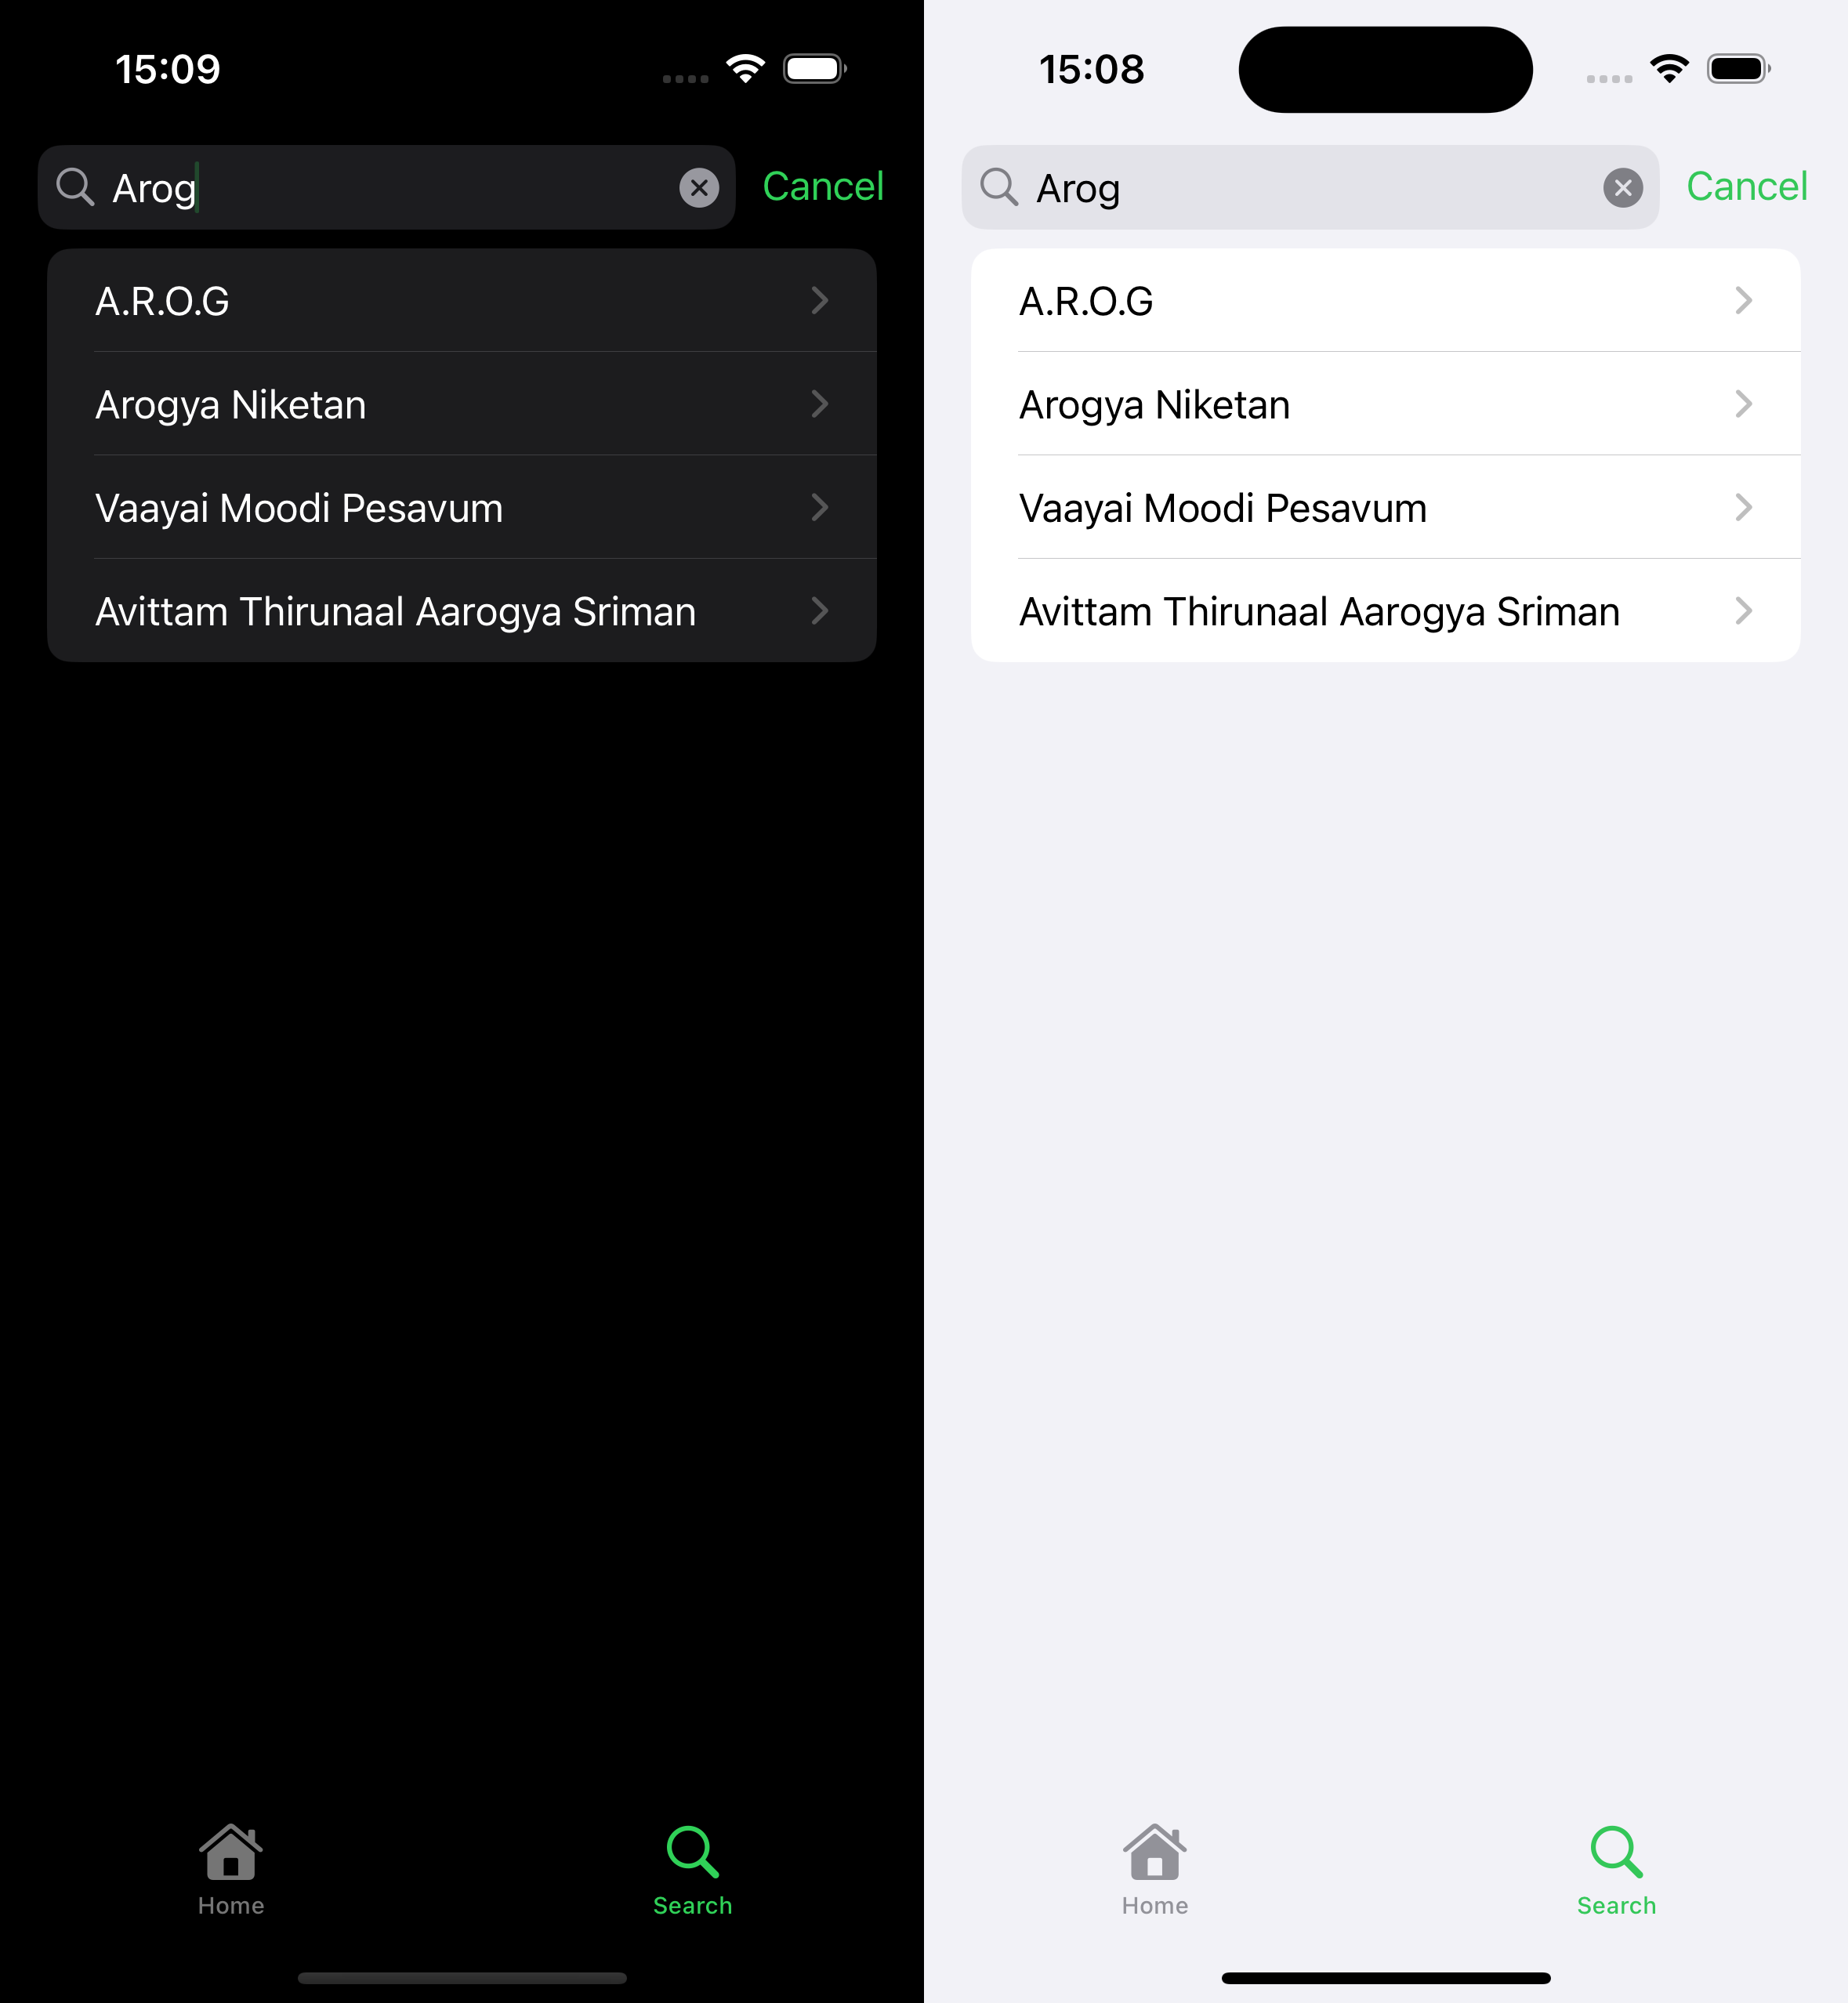 15:09
Arog
Cancel
A.R.O.G
Arogya Niketan
Vaayai Moodi Pesavum
Avittam Thirunaal Aarogya Sriman
Home
Search
15:08
Arog
Cancel
A.R.O.G
Arogya Niketan
Vaayai Moodi Pesavum
Avittam Thirunaal Aarogya Sriman
Home
Search